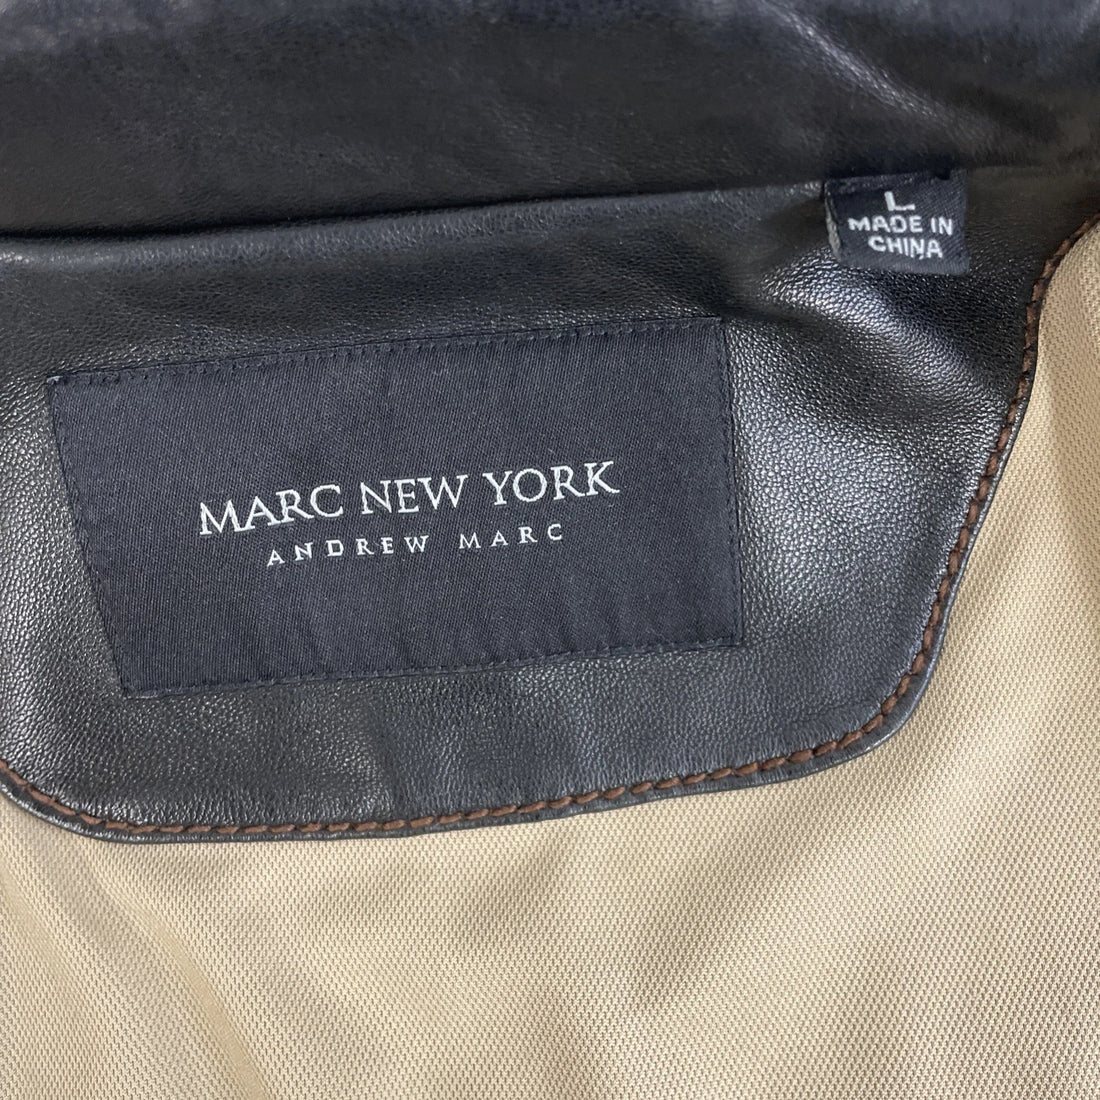 L
MADE IN
CHINA
MARC NEW YORK
ANDREW MARC